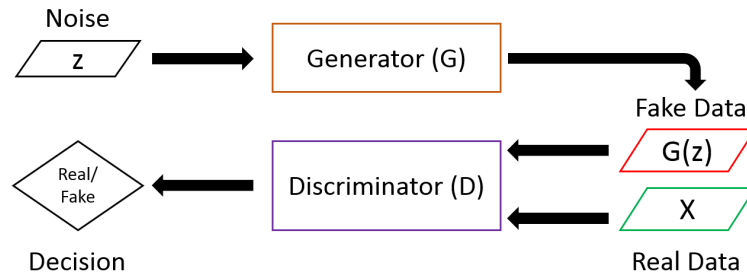 Noise
z
Generator (G)
Fake Data
G(z)
Real/
Fake
Discriminator (D)
X
Decision
Real Data